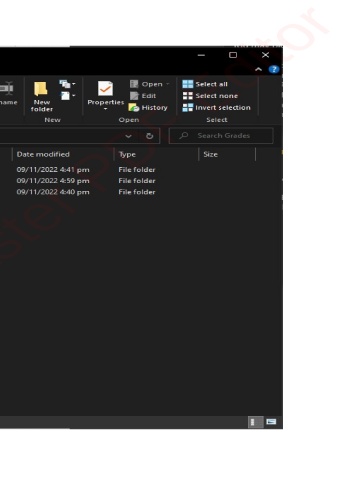 Open
Select all
name
New folder
Properties
Edit
Select none
History
Invert selection
New
Open
Select
Search Grades
Date modified
Type
Size
09/11/2022 4:41 pm File folder
09/11/2022 4:59 pm File folder
09/11/2022 4:40 pm File folder